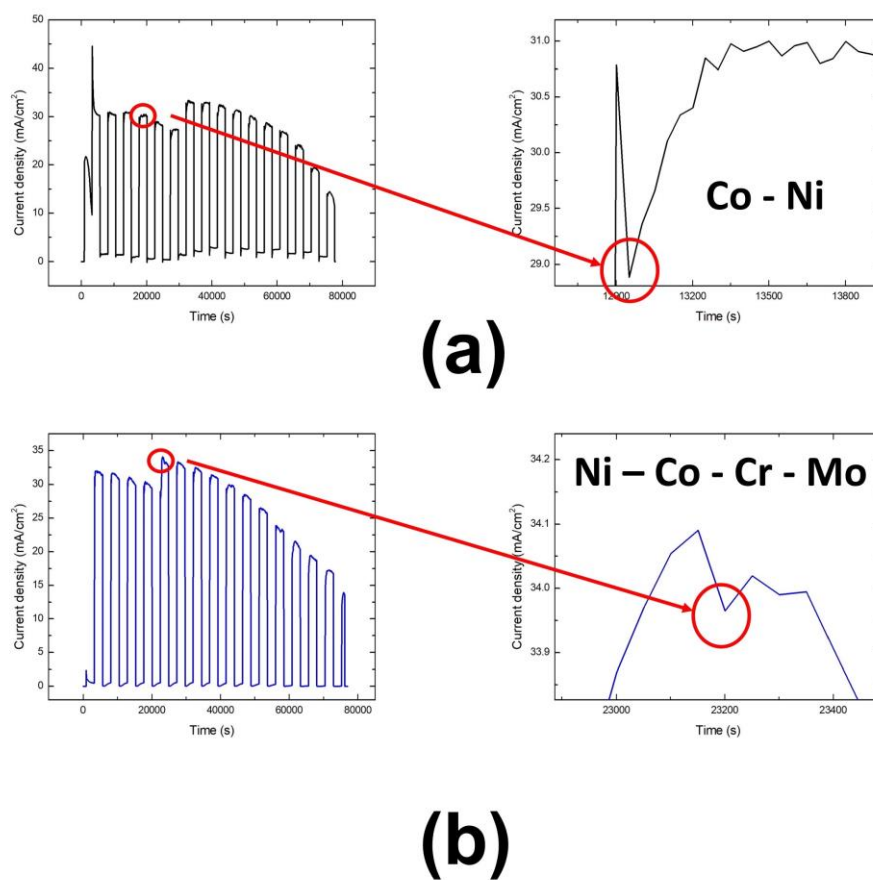 50
40
30
20
10
0
Current density (mA/cm²)
0 20000 40000 60000 80000
Time (s)
31.0
30.5
30.0
29.5
29.0
Current density (mA/cm²)
Co - Ni
12900 13200 13500 13800
Time (s)
(a)
35
30
25
20
15
10
5
0
Current density (mA/cm²)
0 20000 40000 60000 80000
Time (s)
34.2
34.1
34.0
33.9
Current density (mA/cm²)
Ni – Co - Cr - Mo
23000 23200 23400
Time (s)
(b)